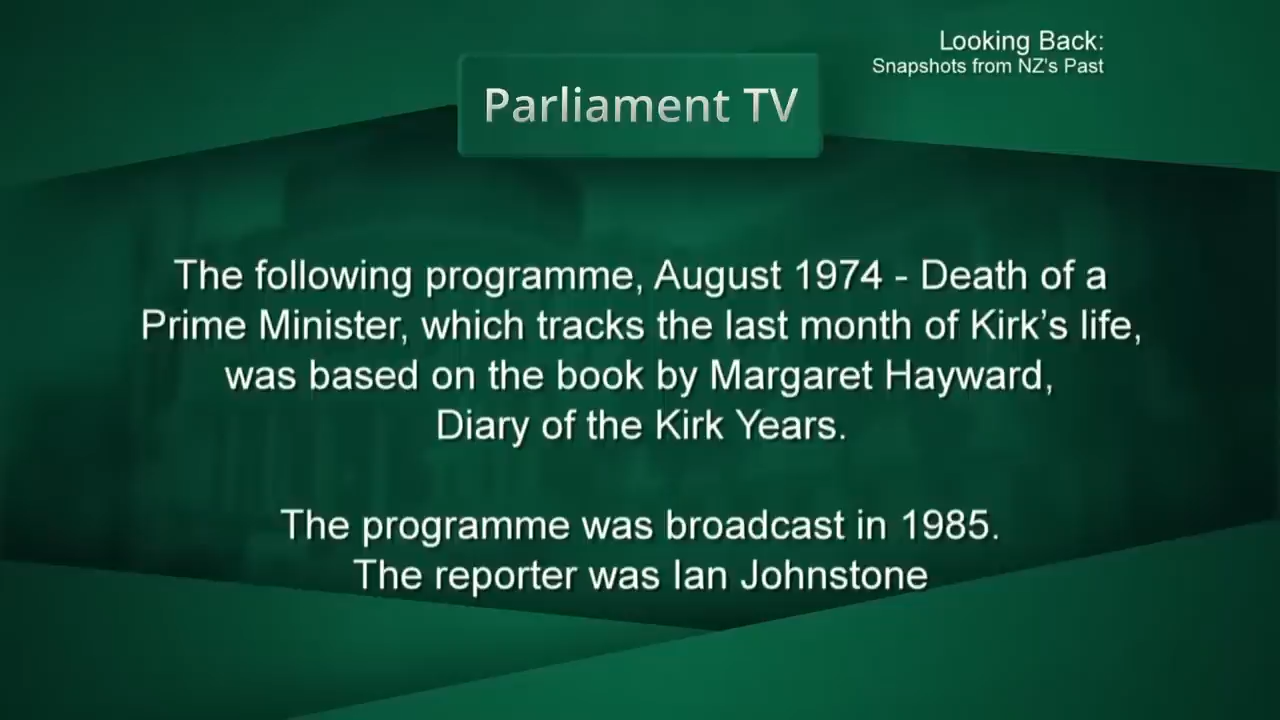 Looking Back:
Snapshots from NZ's Past
Parliament TV
The following programme, August 1974 - Death of a
Prime Minister, which tracks the last month of Kirk’s life,
was based on the book by Margaret Hayward,
Diary of the Kirk Years.
The programme was broadcast in 1985.
The reporter was Ian Johnstone